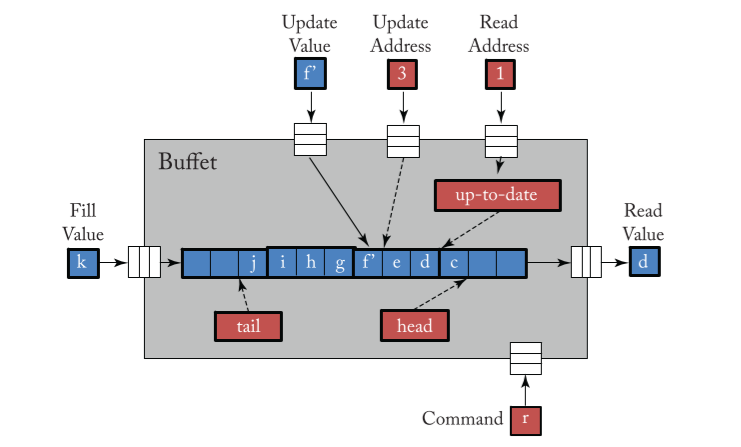 Update
Value
Update
Address
Read
Address
f’
3
1
Buffet
up-to-date
Fill
Value
Read
Value
k
j i h g f’ e d c
d
tail
head
Command r